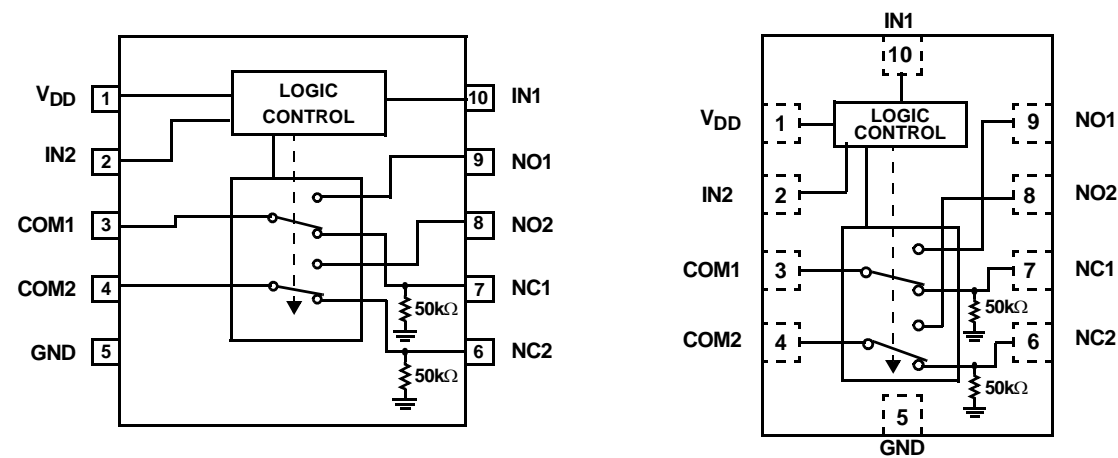 VDD 1 LOGIC CONTROL 10 IN1
IN2 2 9 NO1
COM1 3 8 NO2
COM2 4 7 NC1
50kΩ
GND 5 6 NC2
50kΩ
IN1
10
VDD 1 LOGIC CONTROL 9 NO1
IN2 2 8 NO2
COM1 3 7 NC1
50kΩ
COM2 4 6 NC2
50kΩ
5
GND